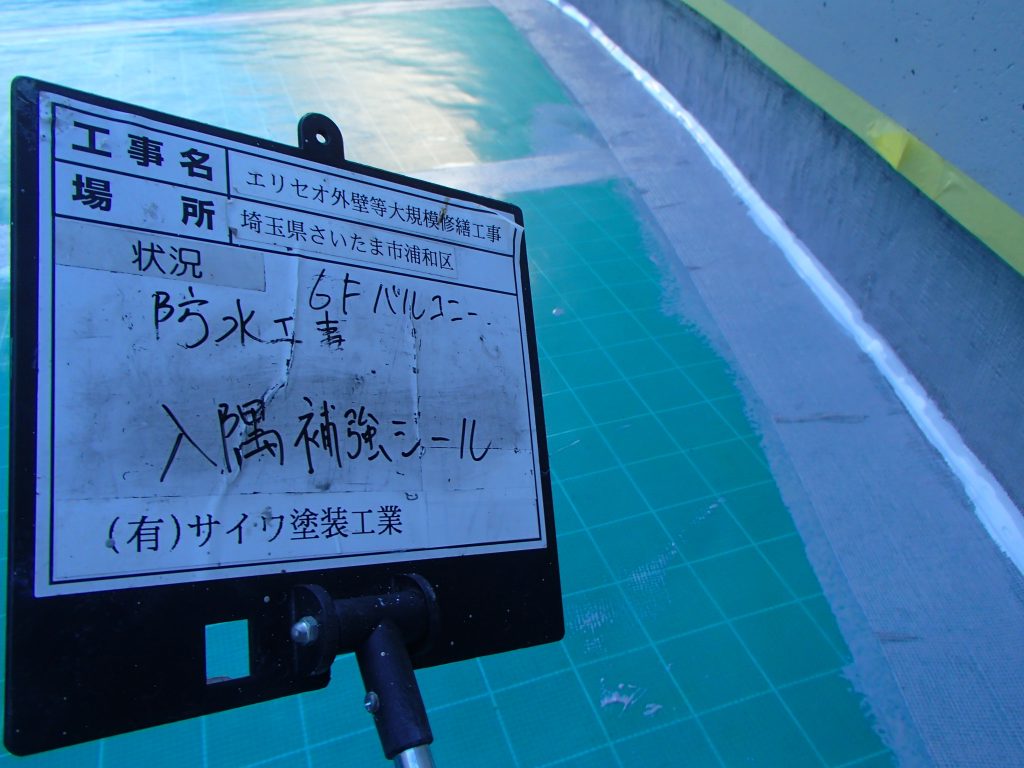 工事名 エリセオ外壁等大規模修繕工事
場所 埼玉県さいたま市浦和区
状況
6Fバルコニー
防水工事
入隅補強シール
(有)サイワ塗装工業